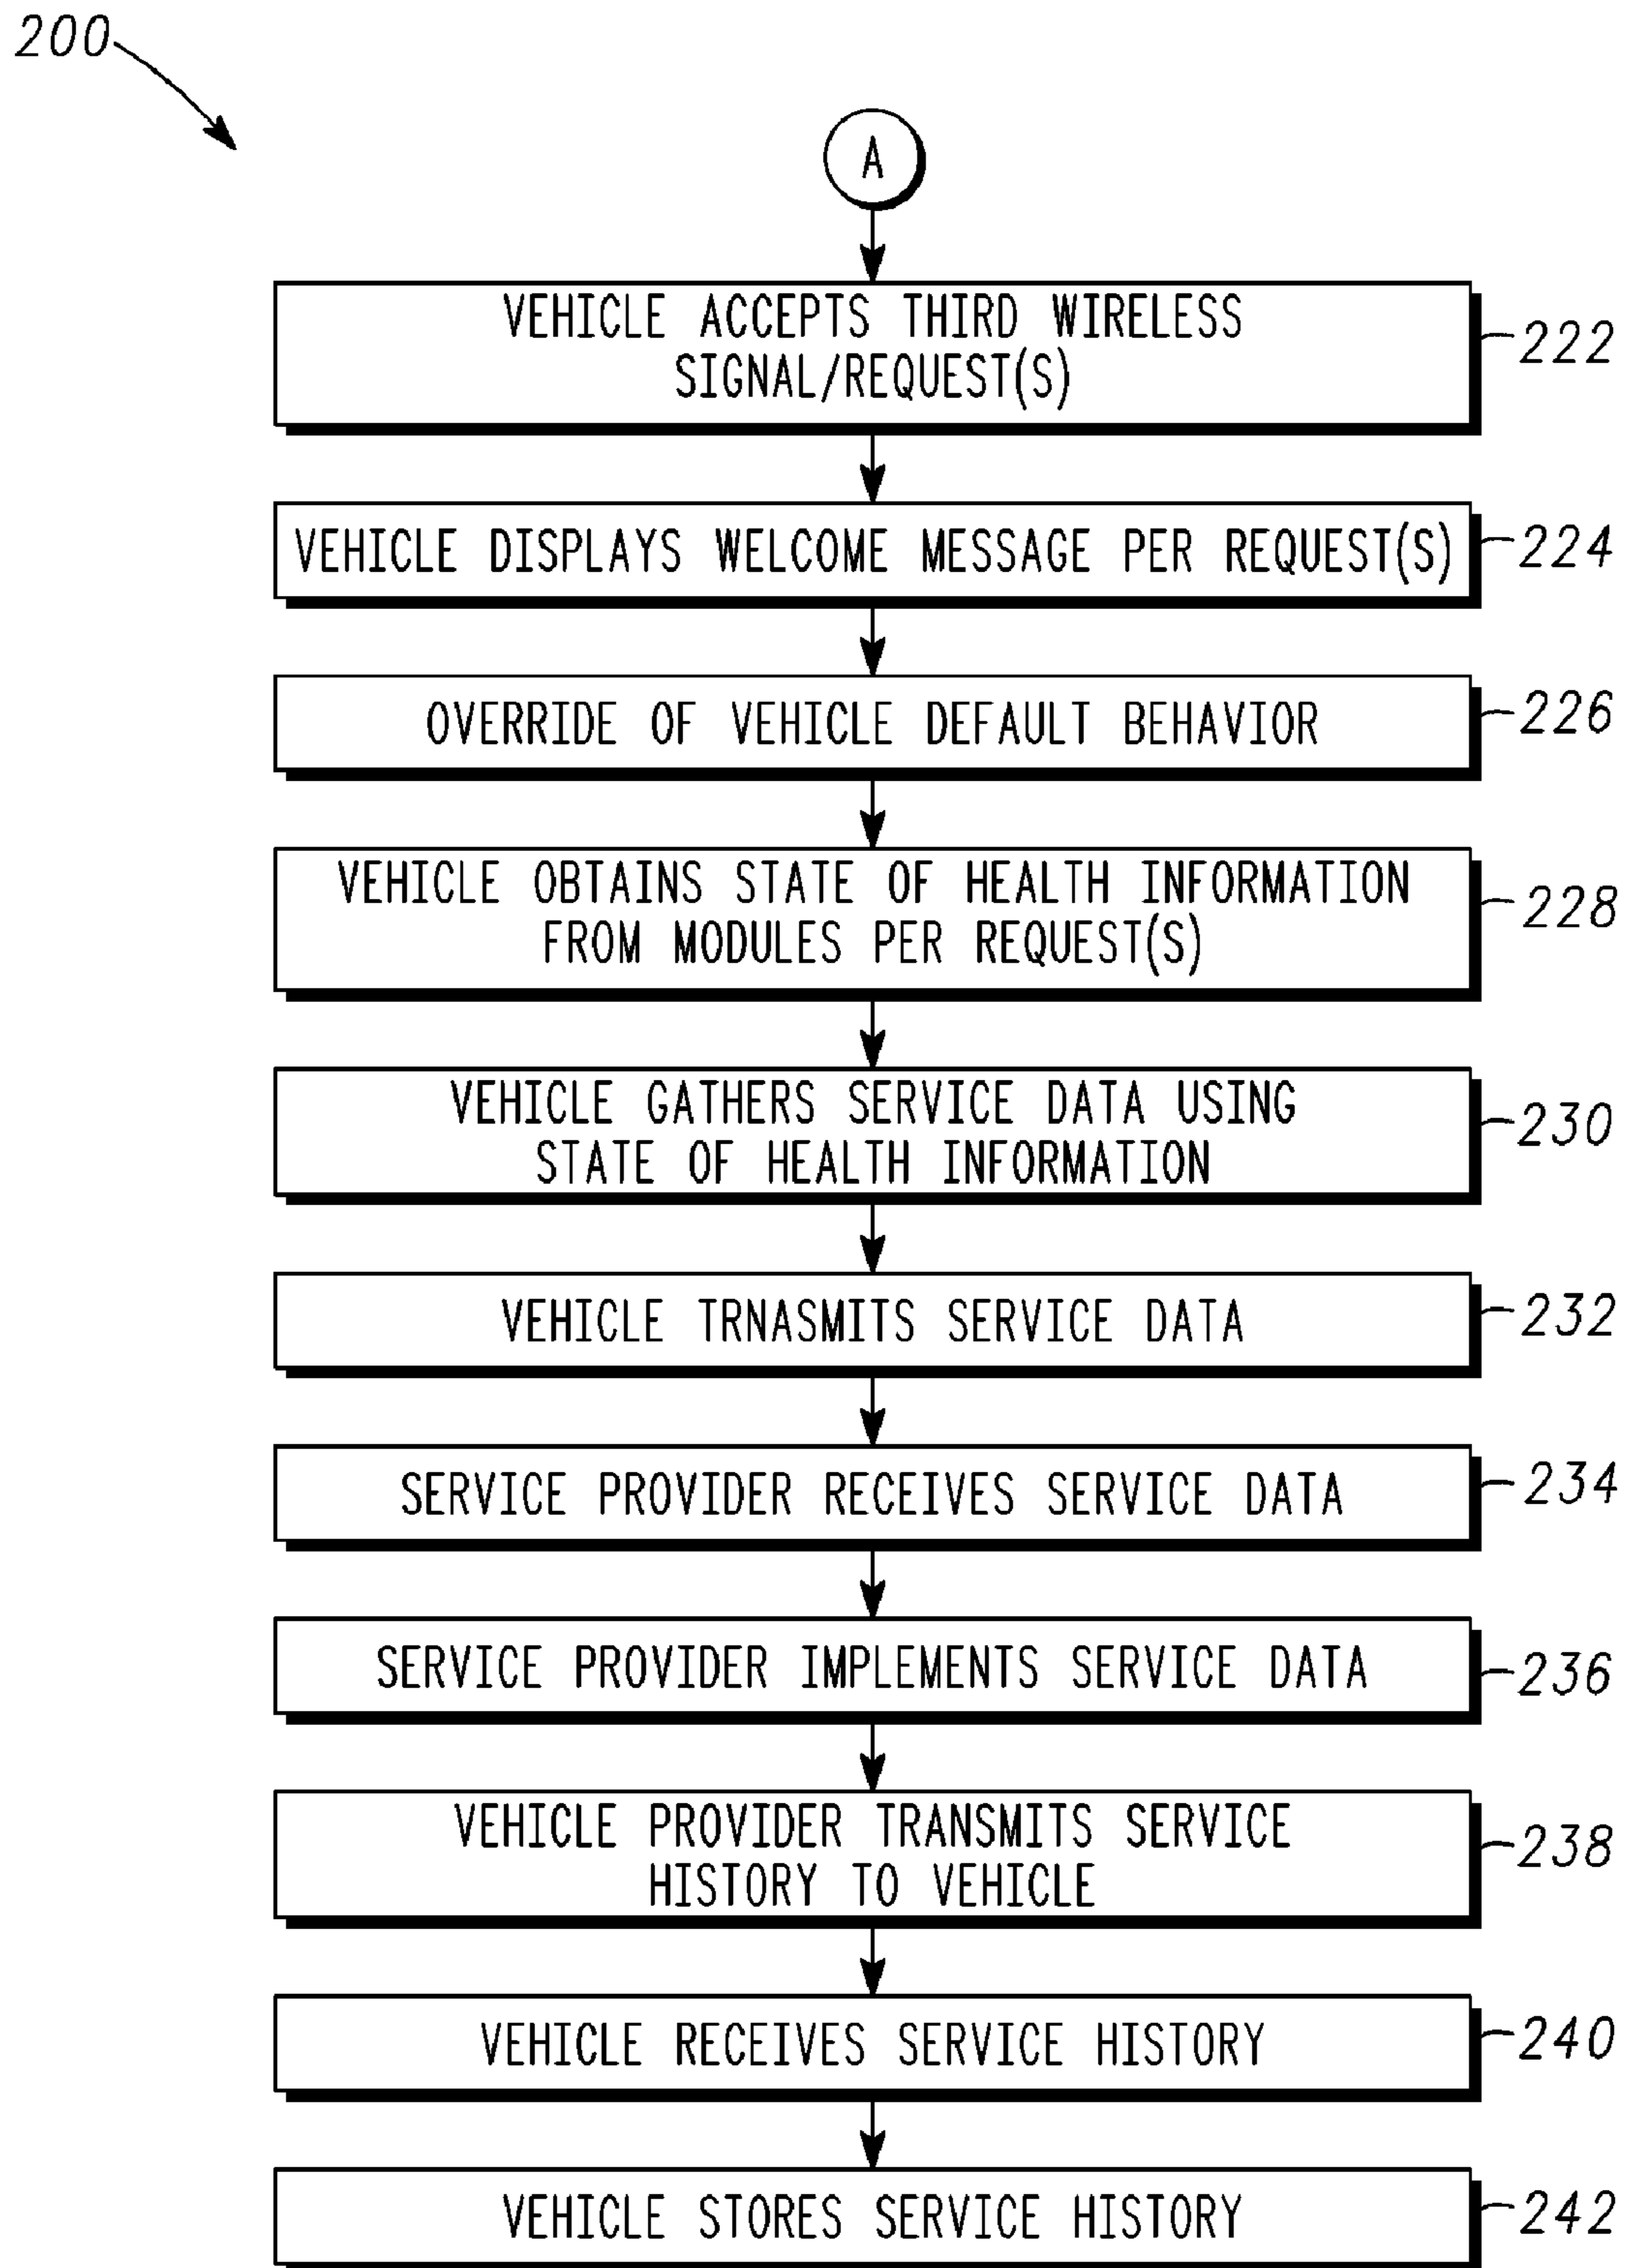 200
A
VEHICLE ACCEPTS THIRD WIRELESS
SIGNAL/REQUEST(S)
222
VEHICLE DISPLAYS WELCOME MESSAGE PER REQUEST(S)
224
OVERRIDE OF VEHICLE DEFAULT BEHAVIOR
226
VEHICLE OBTAINS STATE OF HEALTH INFORMATION
FROM MODULES PER REQUEST(S)
228
VEHICLE GATHERS SERVICE DATA USING
STATE OF HEALTH INFORMATION
230
VEHICLE TRNASMITS SERVICE DATA
232
SERVICE PROVIDER RECEIVES SERVICE DATA
234
SERVICE PROVIDER IMPLEMENTS SERVICE DATA
236
VEHICLE PROVIDER TRANSMITS SERVICE
HISTORY TO VEHICLE
238
VEHICLE RECEIVES SERVICE HISTORY
240
VEHICLE STORES SERVICE HISTORY
242